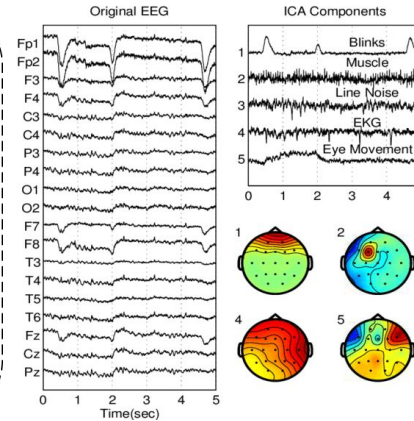 Original EEG
Fp1
Fp2
F3
F4
C3
C4
P3
P4
O1
O2
F7
F8
T3
T4
T5
T6
Fz
Cz
Pz
0 1 2 3 4 5
Time(sec)
ICA Components
1 Blinks
2 Muscle
3 Line Noise
4 EKG
5 Eye Movement
0 1 2 3 4
1 2
4 5